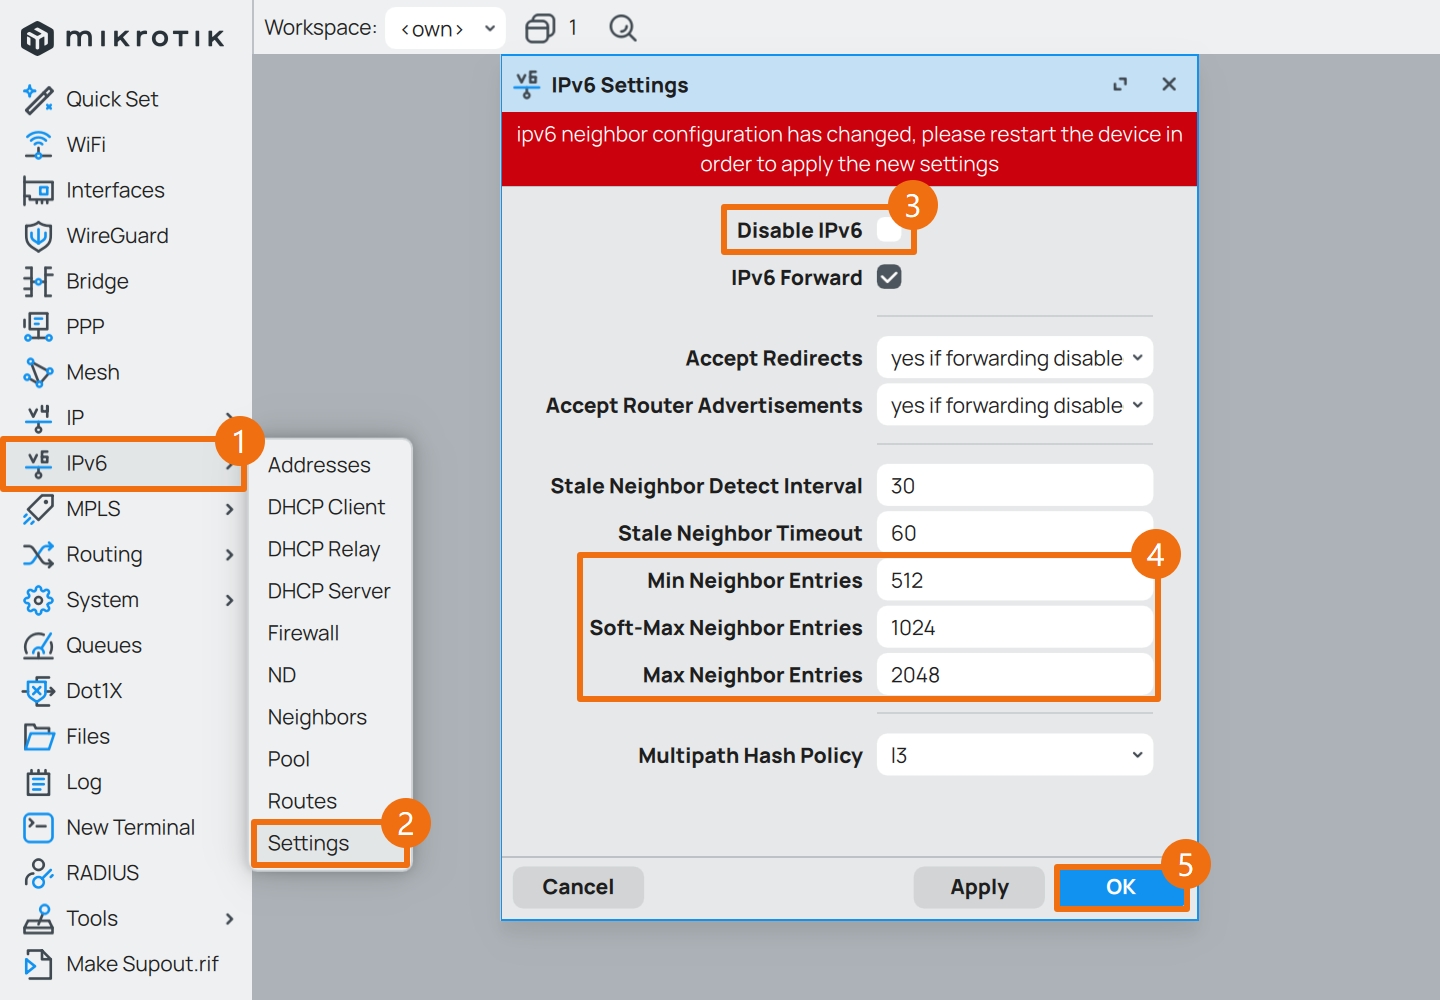 mikrotik
Workspace: <own> 1
Quick Set
WiFi
Interfaces
WireGuard
Bridge
PPP
Mesh
v4 IP
v6 IPv6
1
MPLS
Routing
System
Queues
Dot1X
Files
Log
New Terminal
RADIUS
Tools
Make Supout.rif
Addresses
DHCP Client
DHCP Relay
DHCP Server
Firewall
ND
Neighbors
Pool
Routes
Settings
2
v6 IPv6 Settings
ipv6 neighbor configuration has changed, please restart the device in
order to apply the new settings
Disable IPv6
3
IPv6 Forward
Accept Redirects yes if forwarding disable
Accept Router Advertisements yes if forwarding disable
Stale Neighbor Detect Interval 30
Stale Neighbor Timeout 60
4
Min Neighbor Entries 512
Soft-Max Neighbor Entries 1024
Max Neighbor Entries 2048
Multipath Hash Policy l3
Cancel Apply OK
5